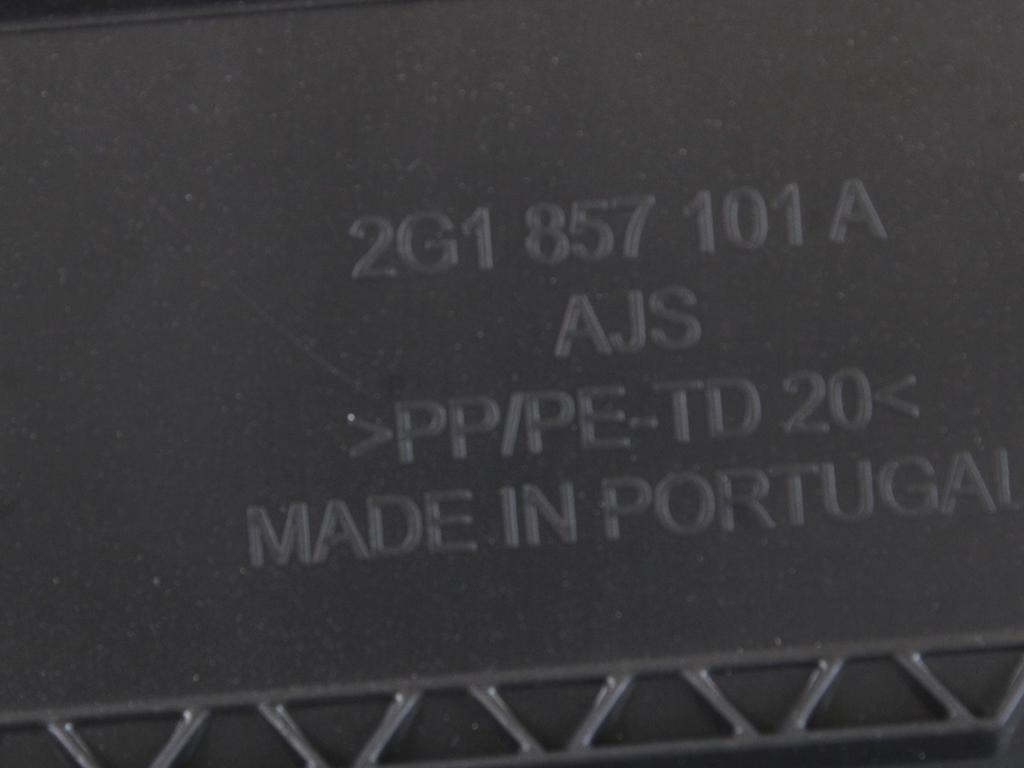 2G1 857 101 A
AJS
>PP/PE-TD 20<
MADE IN PORTUGAL